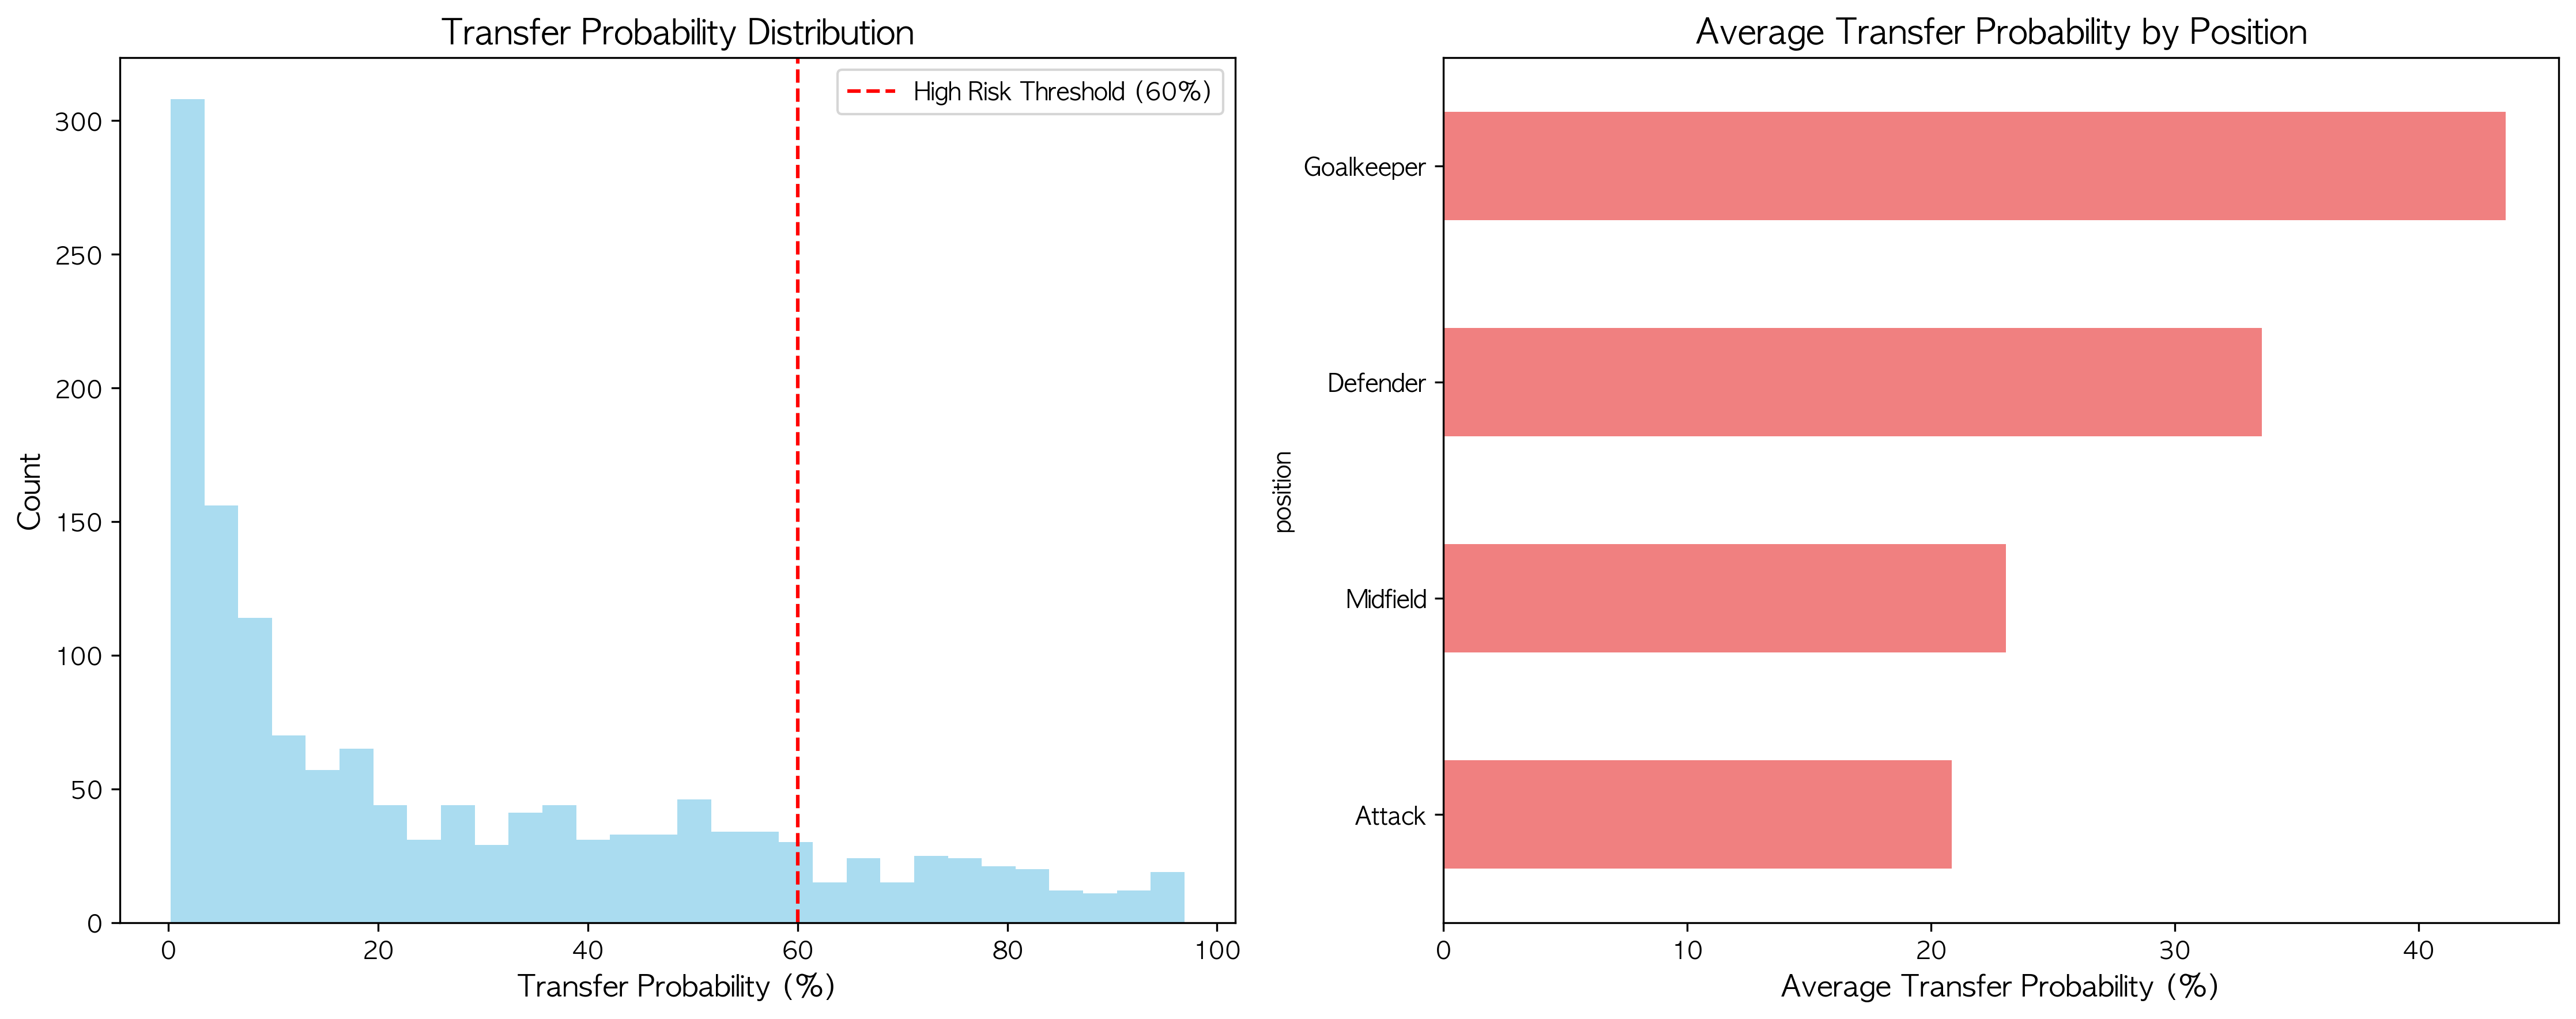 Transfer Probability Distribution
High Risk Threshold (60%)
Count
300
250
200
150
100
50
0
0 20 40 60 80 100
Transfer Probability (%)
Average Transfer Probability by Position
position
Goalkeeper
Defender
Midfield
Attack
0 10 20 30 40
Average Transfer Probability (%)